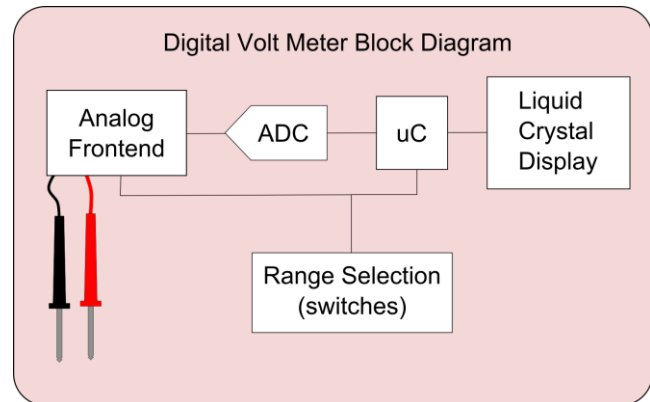 Digital Volt Meter Block Diagram
Analog
Frontend
ADC
uC
Liquid
Crystal
Display
Range Selection
(switches)